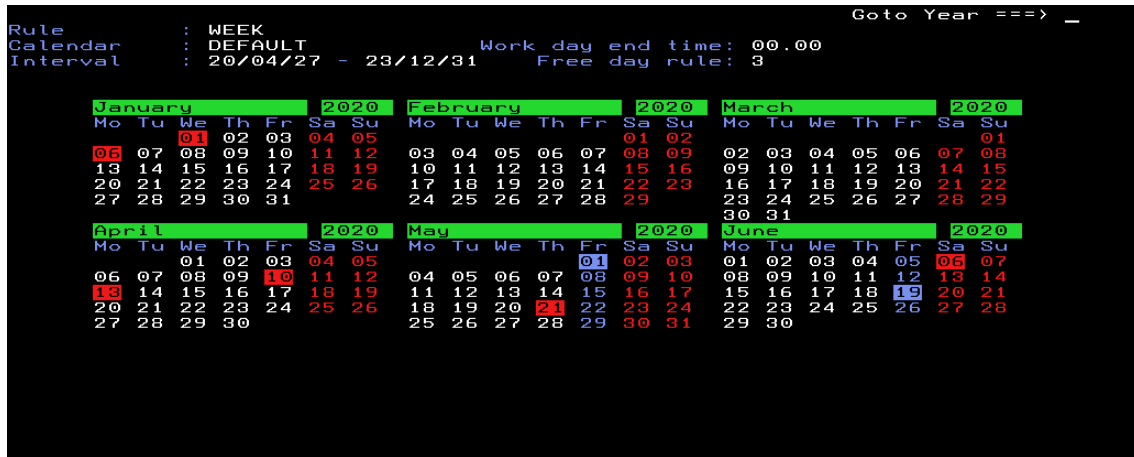 Goto Year ===> _
Rule : WEEK
Calendar : DEFAULT Work day end time: 00.00
Interval : 20/04/27 - 23/12/31 Free day rule: 3
January 2020 February 2020 March 2020
Mo Tu We Th Fr Sa Su Mo Tu We Th Fr Sa Su Mo Tu We Th Fr Sa Su
01 02 03 04 05 01 02 01
06 07 08 09 10 11 12 03 04 05 06 07 08 09 02 03 04 05 06 07 08
13 14 15 16 17 18 19 10 11 12 13 14 15 16 09 10 11 12 13 14 15
20 21 22 23 24 25 26 17 18 19 20 21 22 23 16 17 18 19 20 21 22
27 28 29 30 31 24 25 26 27 28 29 23 24 25 26 27 28 29
30 31
April 2020 May 2020 June 2020
Mo Tu We Th Fr Sa Su Mo Tu We Th Fr Sa Su Mo Tu We Th Fr Sa Su
01 02 03 04 05 01 02 03 01 02 03 04 05 06 07
06 07 08 09 10 11 12 04 05 06 07 08 09 10 08 09 10 11 12 13 14
13 14 15 16 17 18 19 11 12 13 14 15 16 17 15 16 17 18 19 20 21
20 21 22 23 24 25 26 18 19 20 21 22 23 24 22 23 24 25 26 27 28
27 28 29 30 25 26 27 28 29 30 31 29 30